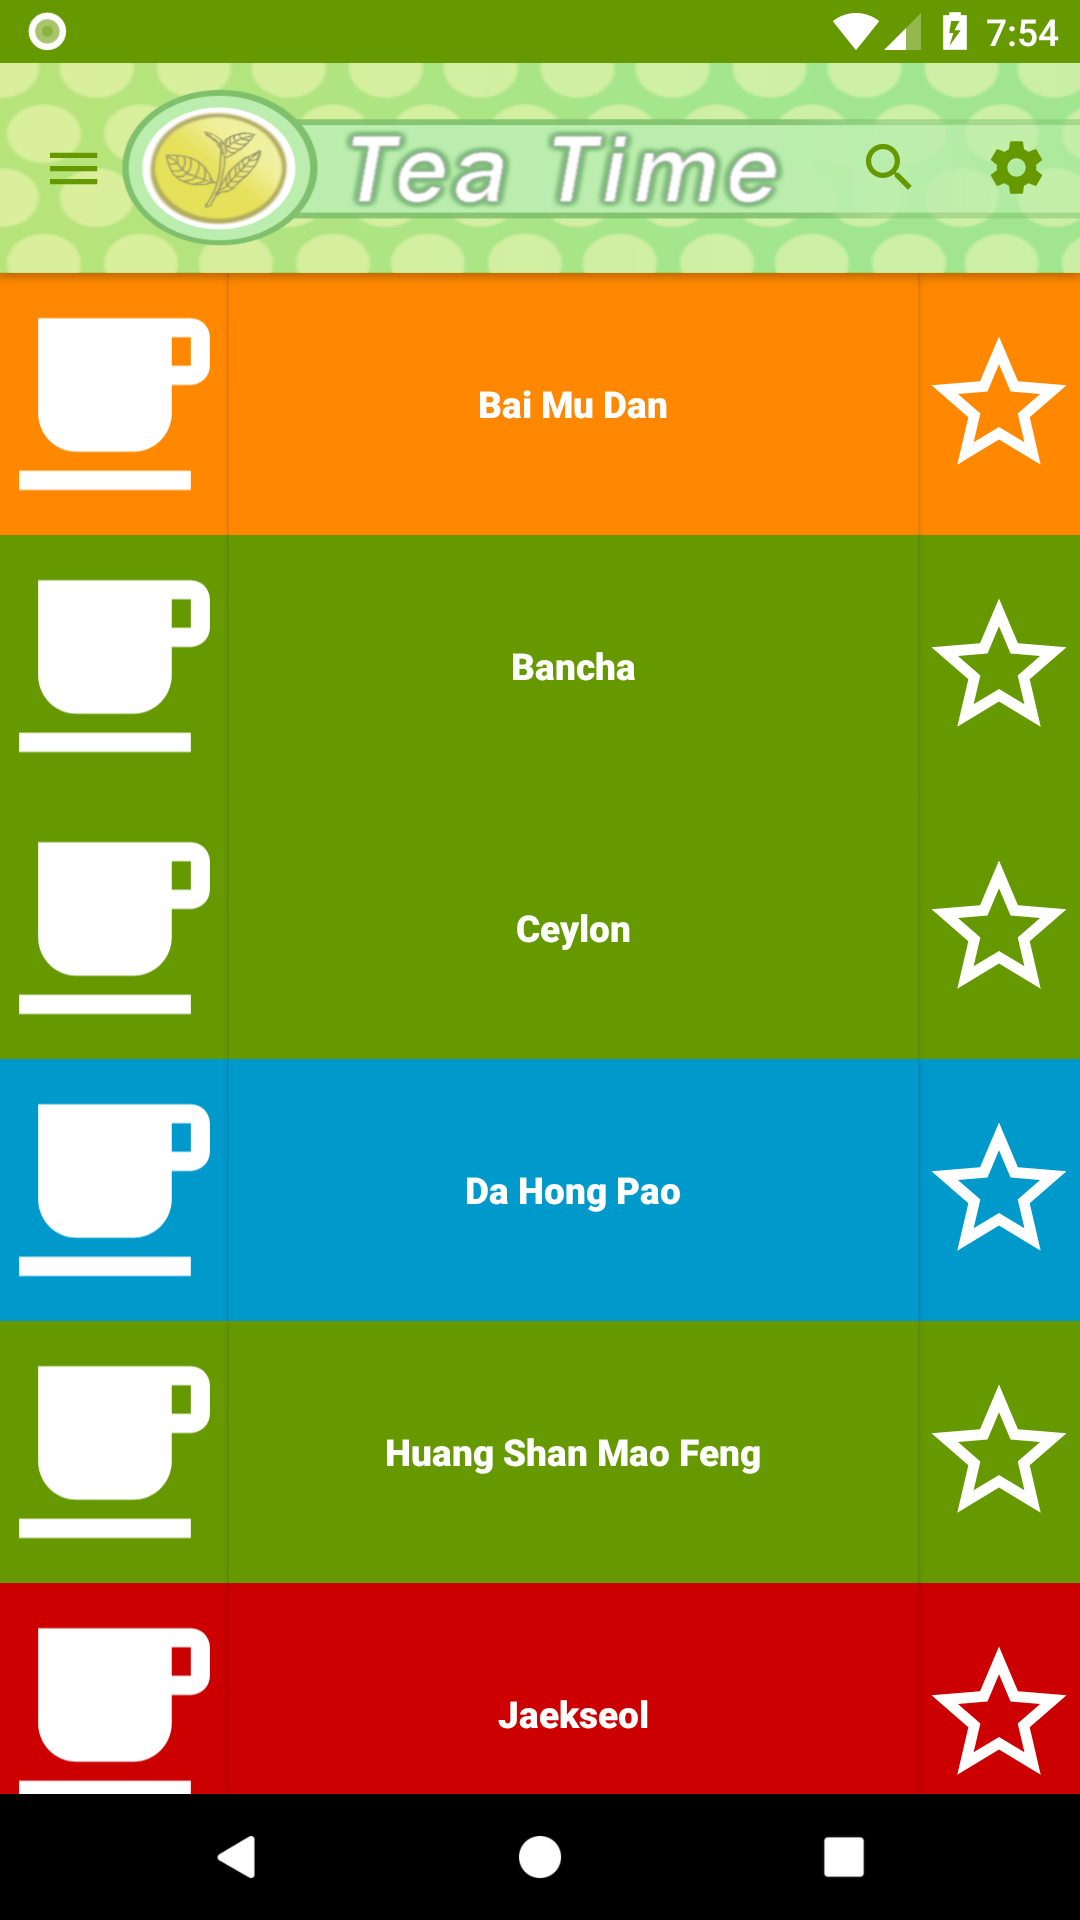 7:54
Tea Time
Bai Mu Dan
Bancha
Ceylon
Da Hong Pao
Huang Shan Mao Feng
Jaekseol